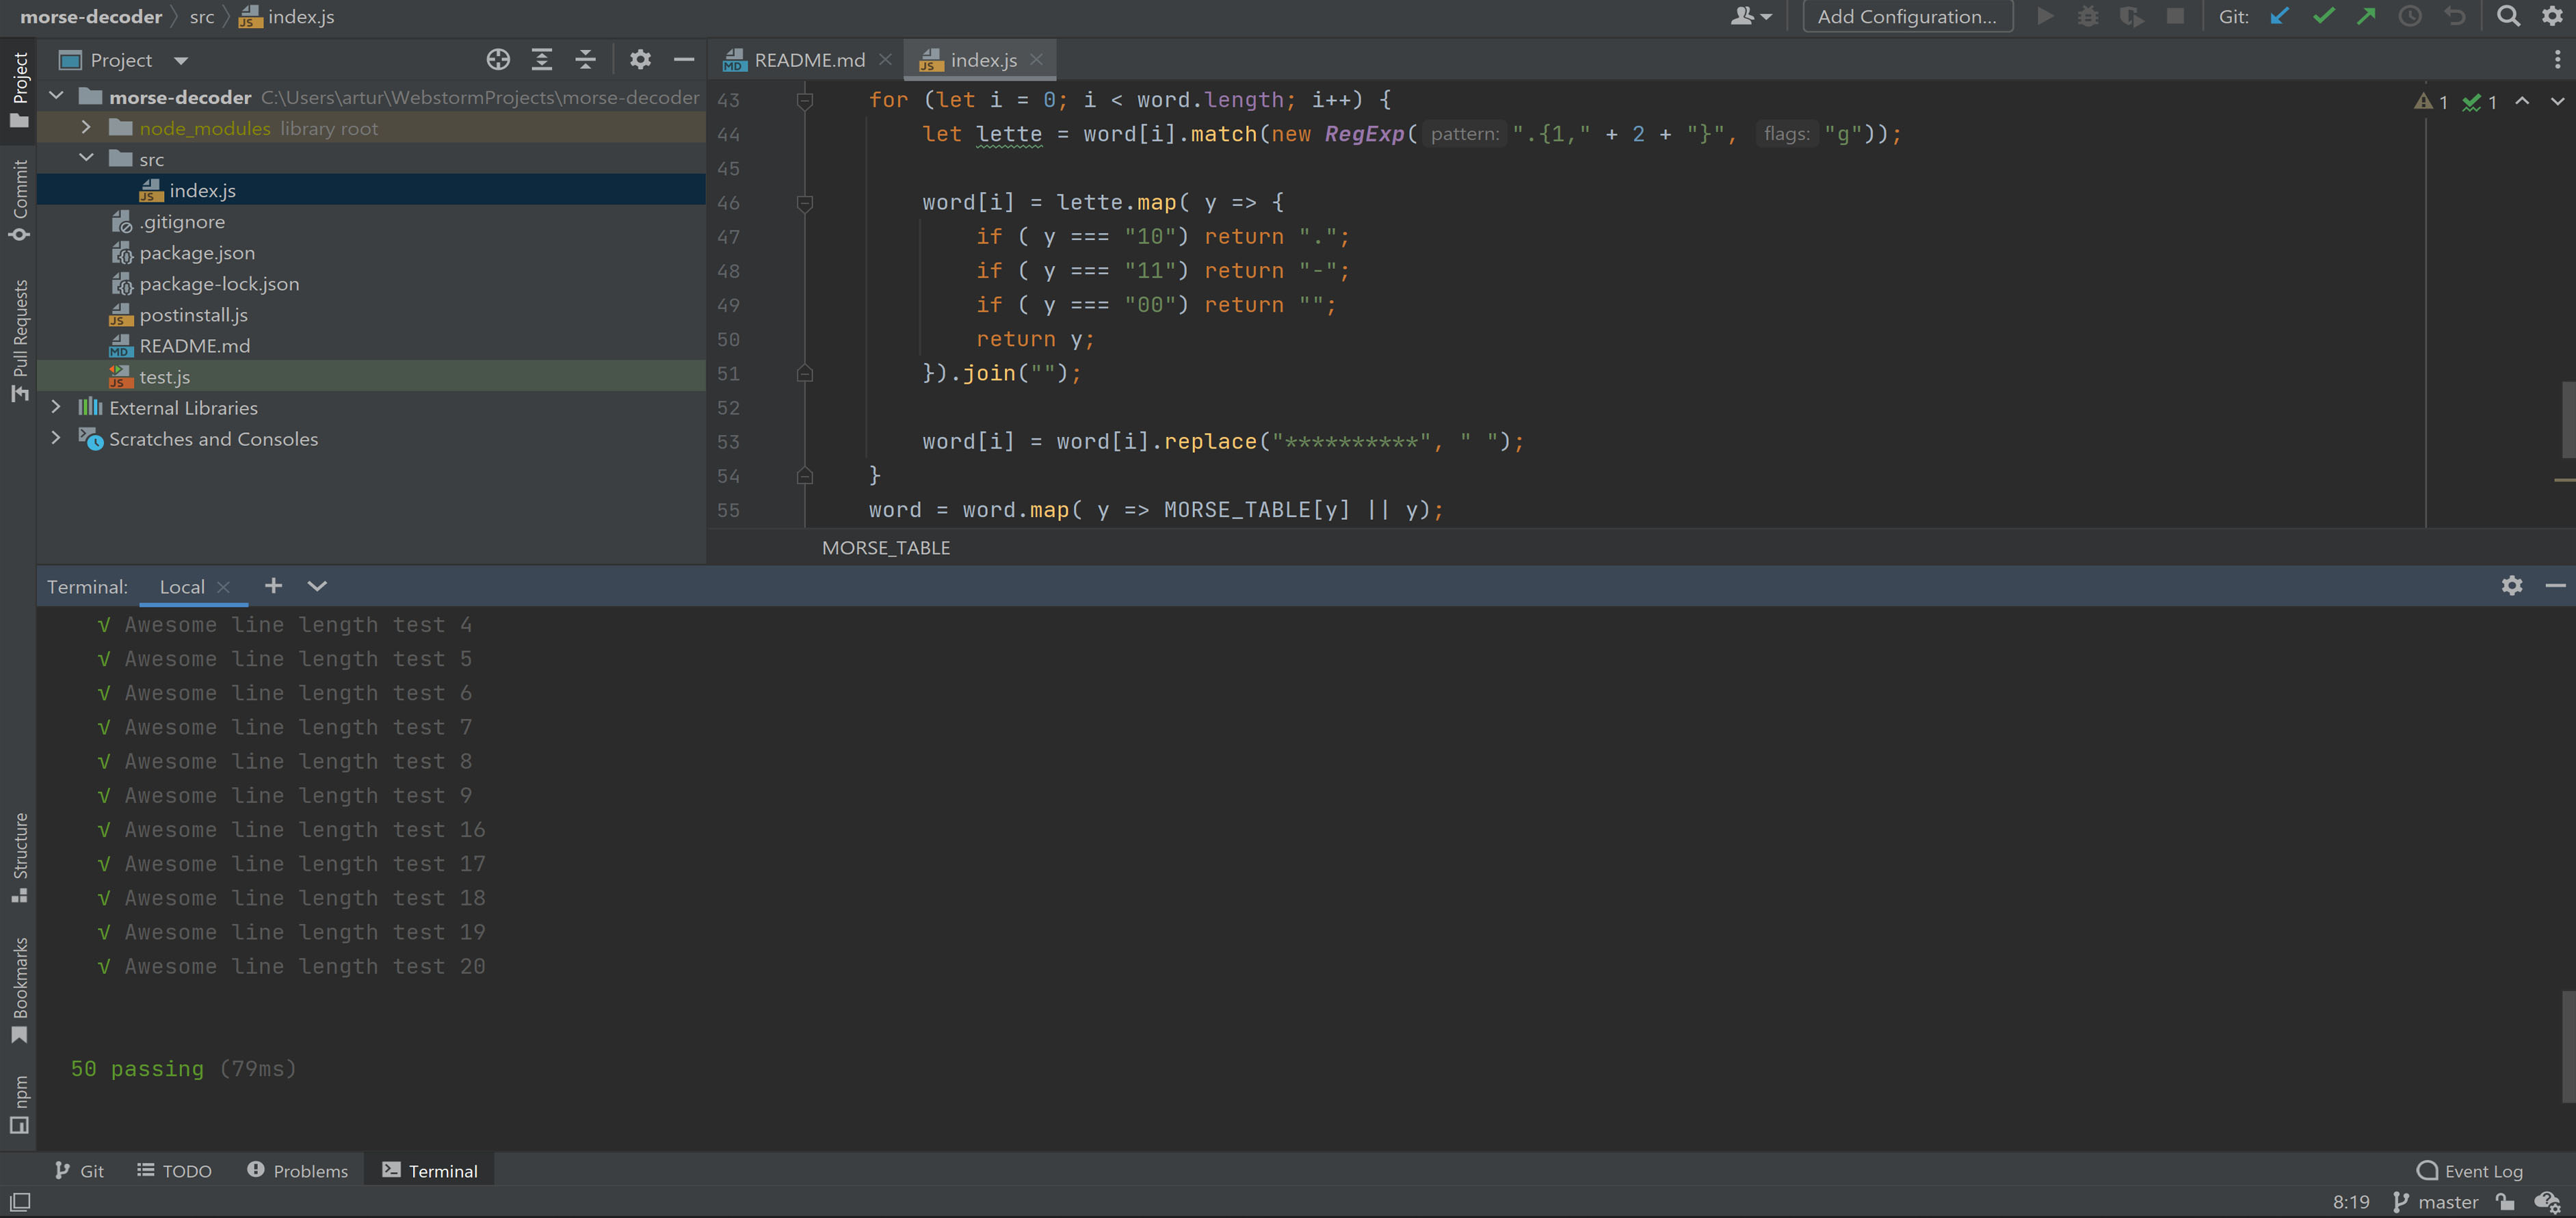 morse-decoder src index.js
Add Configuration...
Git:
Project
README.md
index.js
morse-decoder C:\Users\artur\WebstormProjects\morse-decoder
node_modules library root
src
index.js
.gitignore
package.json
package-lock.json
postinstall.js
README.md
test.js
External Libraries
Scratches and Consoles
Project
Commit
Pull Requests
Structure
Bookmarks
npm
1 1
43 for (let i = 0; i < word.length; i++) {
44 let lette = word[i].match(new RegExp( pattern: ".{1," + 2 + "}", flags: "g"));
45
46 word[i] = lette.map( y => {
47 if ( y === "10") return ".";
48 if ( y === "11") return "-";
49 if ( y === "00") return "";
50 return y;
51 }).join("");
52
53 word[i] = word[i].replace("**********", " ");
54 }
55 word = word.map( y => MORSE_TABLE[y] || y);
MORSE_TABLE
Terminal: Local
√ Awesome line length test 4
√ Awesome line length test 5
√ Awesome line length test 6
√ Awesome line length test 7
√ Awesome line length test 8
√ Awesome line length test 9
√ Awesome line length test 16
√ Awesome line length test 17
√ Awesome line length test 18
√ Awesome line length test 19
√ Awesome line length test 20
50 passing (79ms)
Git TODO Problems Terminal
Event Log
8:19 master